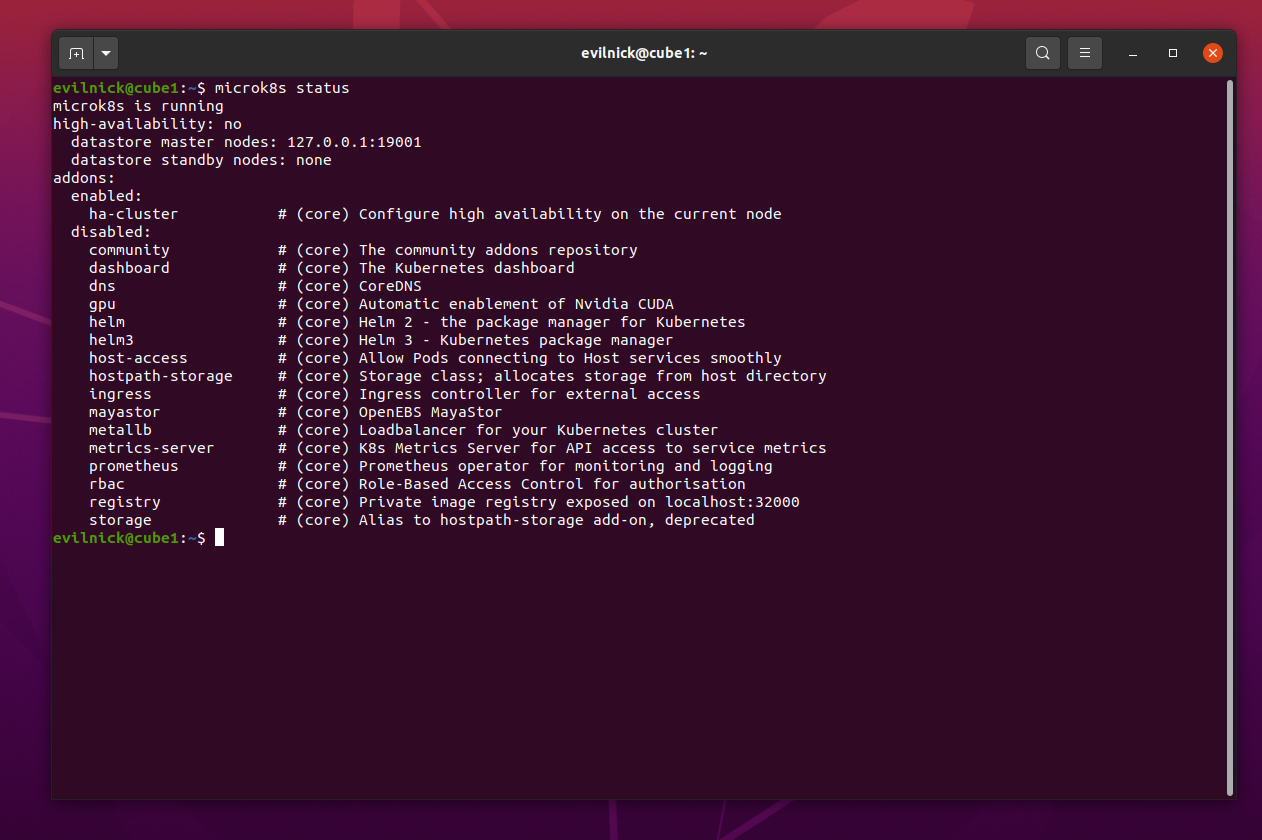 evilnick@cube1: ~
evilnick@cube1:~$ microk8s status
microk8s is running
high-availability: no
  datastore master nodes: 127.0.0.1:19001
  datastore standby nodes: none
addons:
  enabled:
    ha-cluster           # (core) Configure high availability on the current node
  disabled:
    community            # (core) The community addons repository
    dashboard            # (core) The Kubernetes dashboard
    dns                  # (core) CoreDNS
    gpu                  # (core) Automatic enablement of Nvidia CUDA
    helm                 # (core) Helm 2 - the package manager for Kubernetes
    helm3                # (core) Helm 3 - Kubernetes package manager
    host-access          # (core) Allow Pods connecting to Host services smoothly
    hostpath-storage     # (core) Storage class; allocates storage from host directory
    ingress              # (core) Ingress controller for external access
    mayastor             # (core) OpenEBS MayaStor
    metallb              # (core) Loadbalancer for your Kubernetes cluster
    metrics-server       # (core) K8s Metrics Server for API access to service metrics
    prometheus           # (core) Prometheus operator for monitoring and logging
    rbac                 # (core) Role-Based Access Control for authorisation
    registry             # (core) Private image registry exposed on localhost:32000
    storage              # (core) Alias to hostpath-storage add-on, deprecated
evilnick@cube1:~$